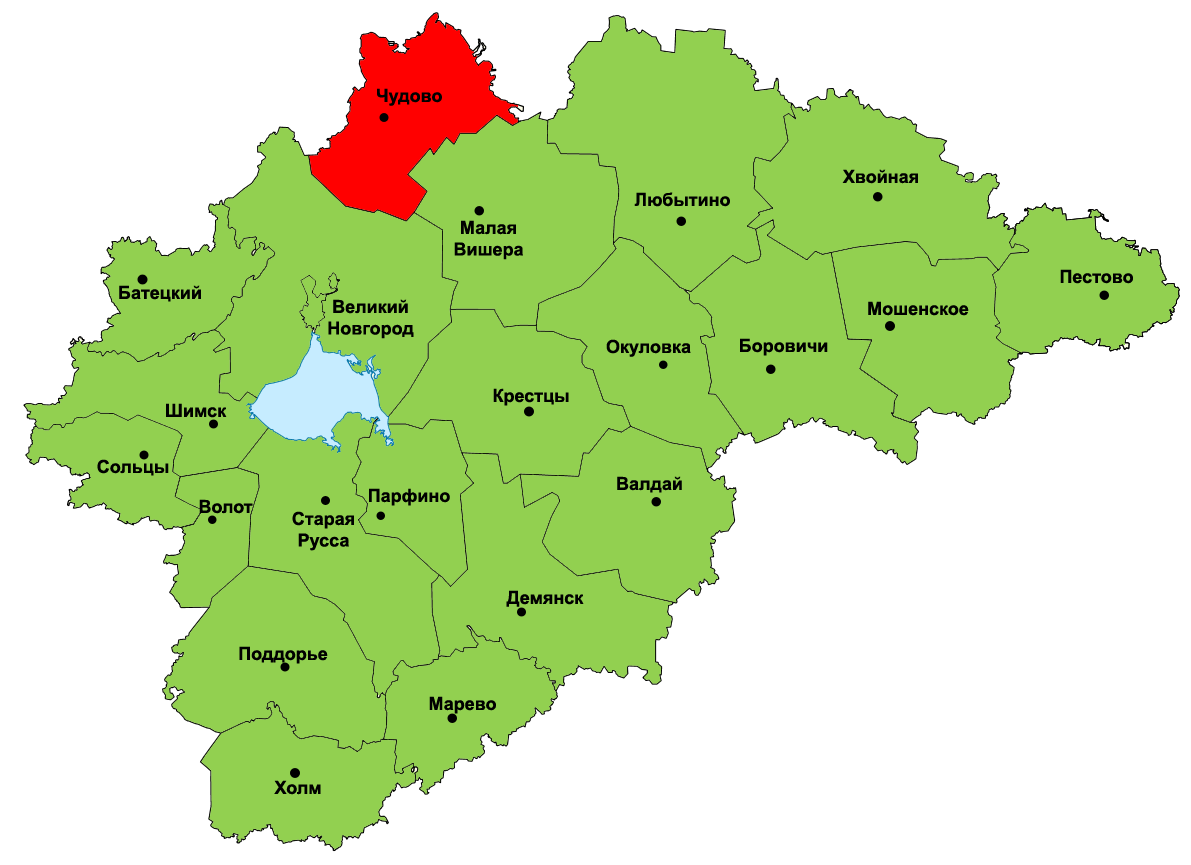 Чудово
Хвойная
Любытино
Малая
Вишера
Пестово
Батецкий
Великий
Новгород
Мошенское
Окуловка
Боровичи
Крестцы
Шимск
Сольцы
Валдай
Парфино
Волот
Старая
Русса
Демянск
Поддорье
Марево
Холм